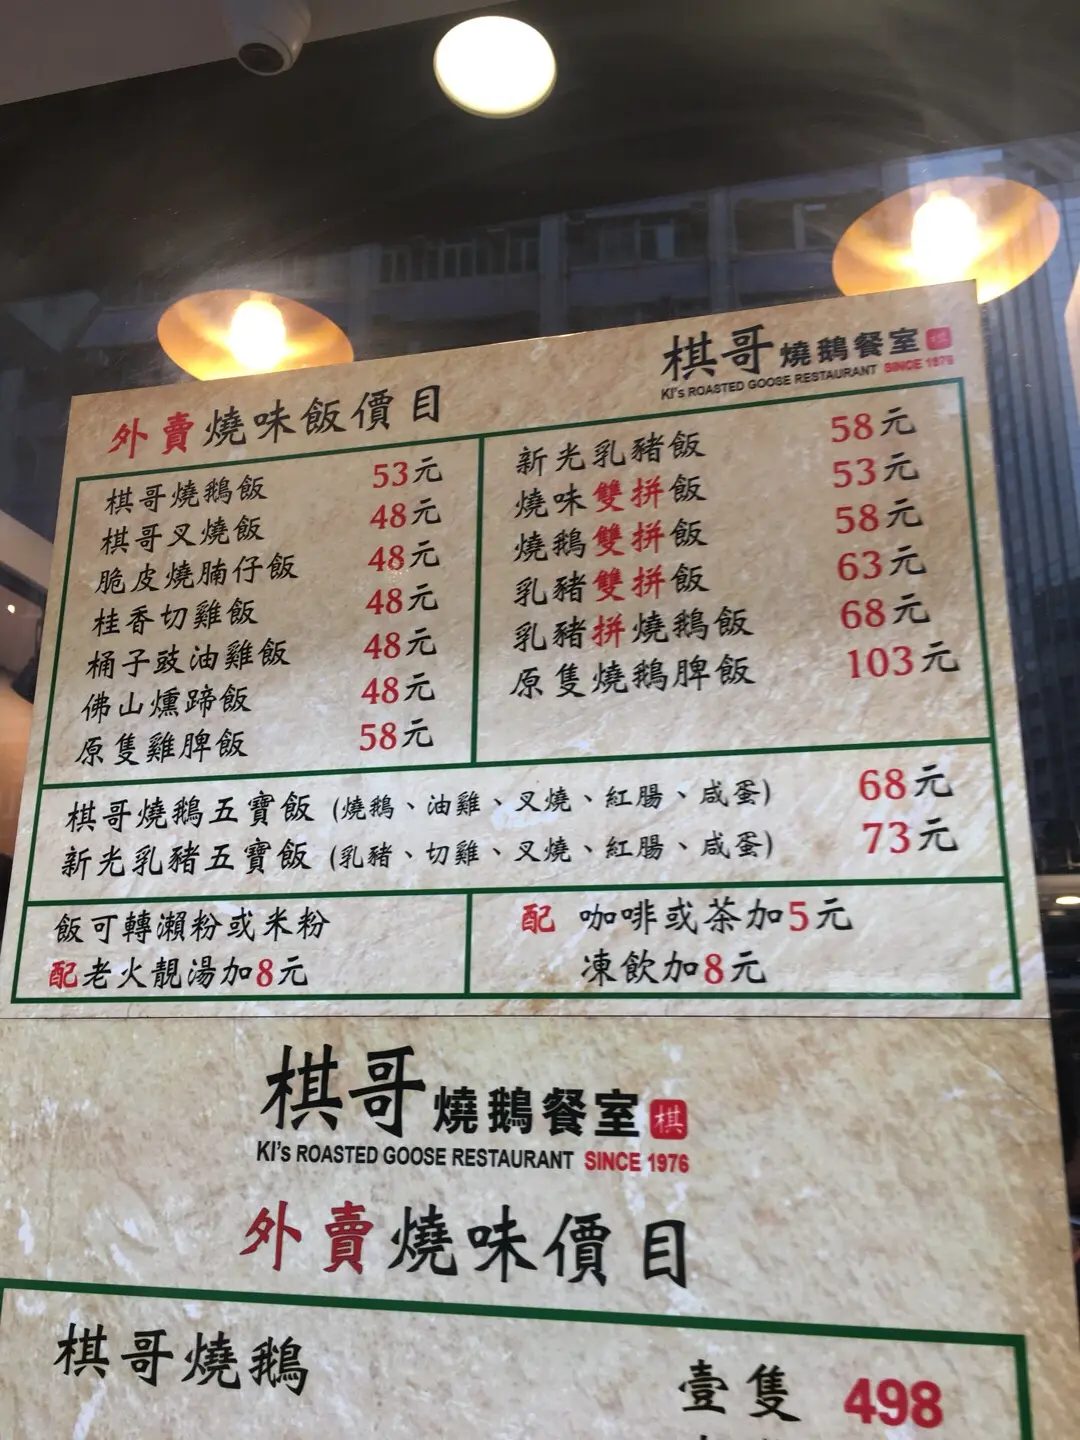 棋哥燒鵝餐室 棋
KI's ROASTED GOOSE RESTAURANT SINCE 1976
外賣燒味飯價目
棋哥燒鵝飯 53元
棋哥叉燒飯 48元
脆皮燒腩仔飯 48元
桂香切雞飯 48元
桶子豉油雞飯 48元
佛山燻蹄飯 48元
原隻雞脾飯 58元
新光乳豬飯 58元
燒味雙拼飯 53元
燒鵝雙拼飯 58元
乳豬雙拼飯 63元
乳豬拼燒鵝飯 68元
原隻燒鵝脾飯 103元
棋哥燒鵝五寶飯 (燒鵝、油雞、叉燒、紅腸、咸蛋) 68元
新光乳豬五寶飯 (乳豬、切雞、叉燒、紅腸、咸蛋) 73元
飯可轉瀨粉或米粉
配老火靚湯加8元
配 咖啡或茶加5元
凍飲加8元
棋哥燒鵝餐室 棋
KI's ROASTED GOOSE RESTAURANT SINCE 1976
外賣燒味價目
棋哥燒鵝 壹隻 498